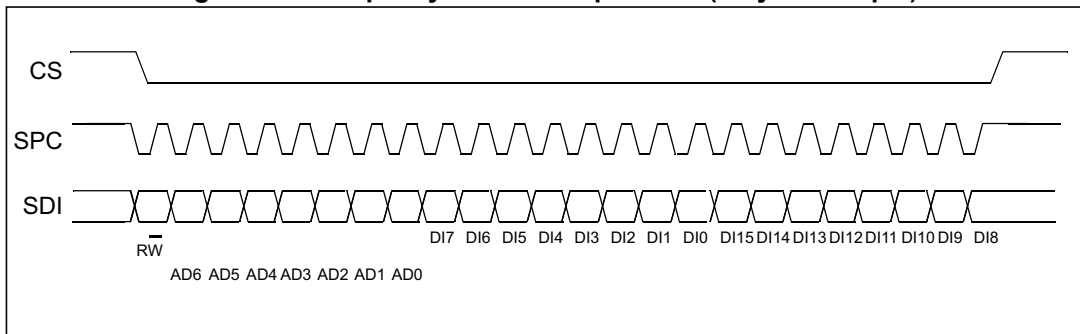 CS
SPC
SDI
RW
DI7 DI6 DI5 DI4 DI3 DI2 DI1 DI0 DI15 DI14 DI13 DI12 DI11 DI10 DI9 DI8
AD6 AD5 AD4 AD3 AD2 AD1 AD0